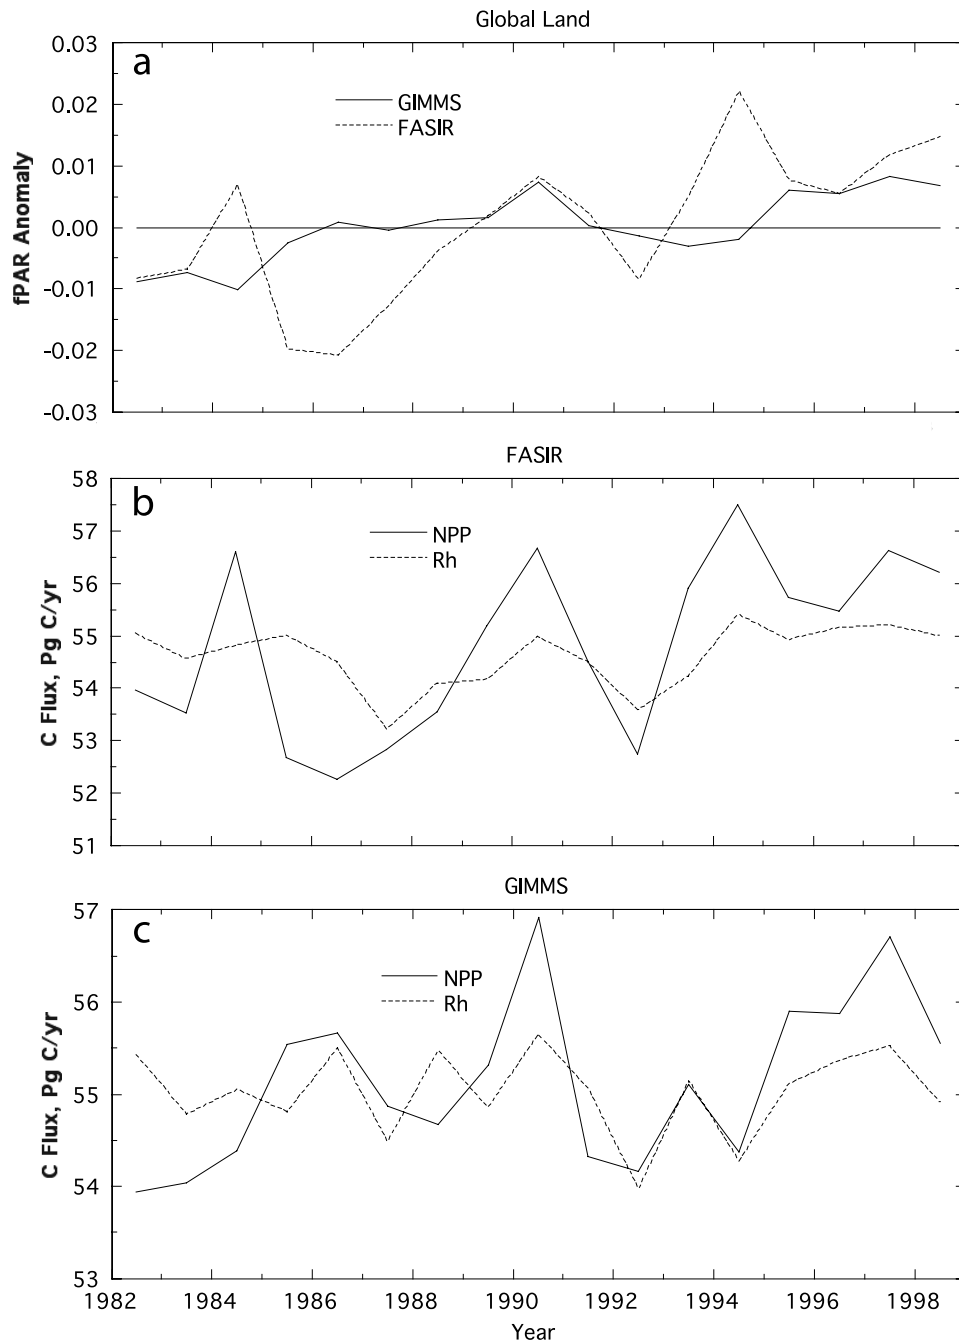 Global Land
a
GIMMS
FASIR
fPAR Anomaly
0.03
0.02
0.01
0.00
-0.01
-0.02
-0.03
FASIR
b
NPP
Rh
C Flux, Pg C/yr
58
57
56
55
54
53
52
51
GIMMS
c
NPP
Rh
C Flux, Pg C/yr
57
56
55
54
53
1982 1984 1986 1988 1990 1992 1994 1996 1998
Year